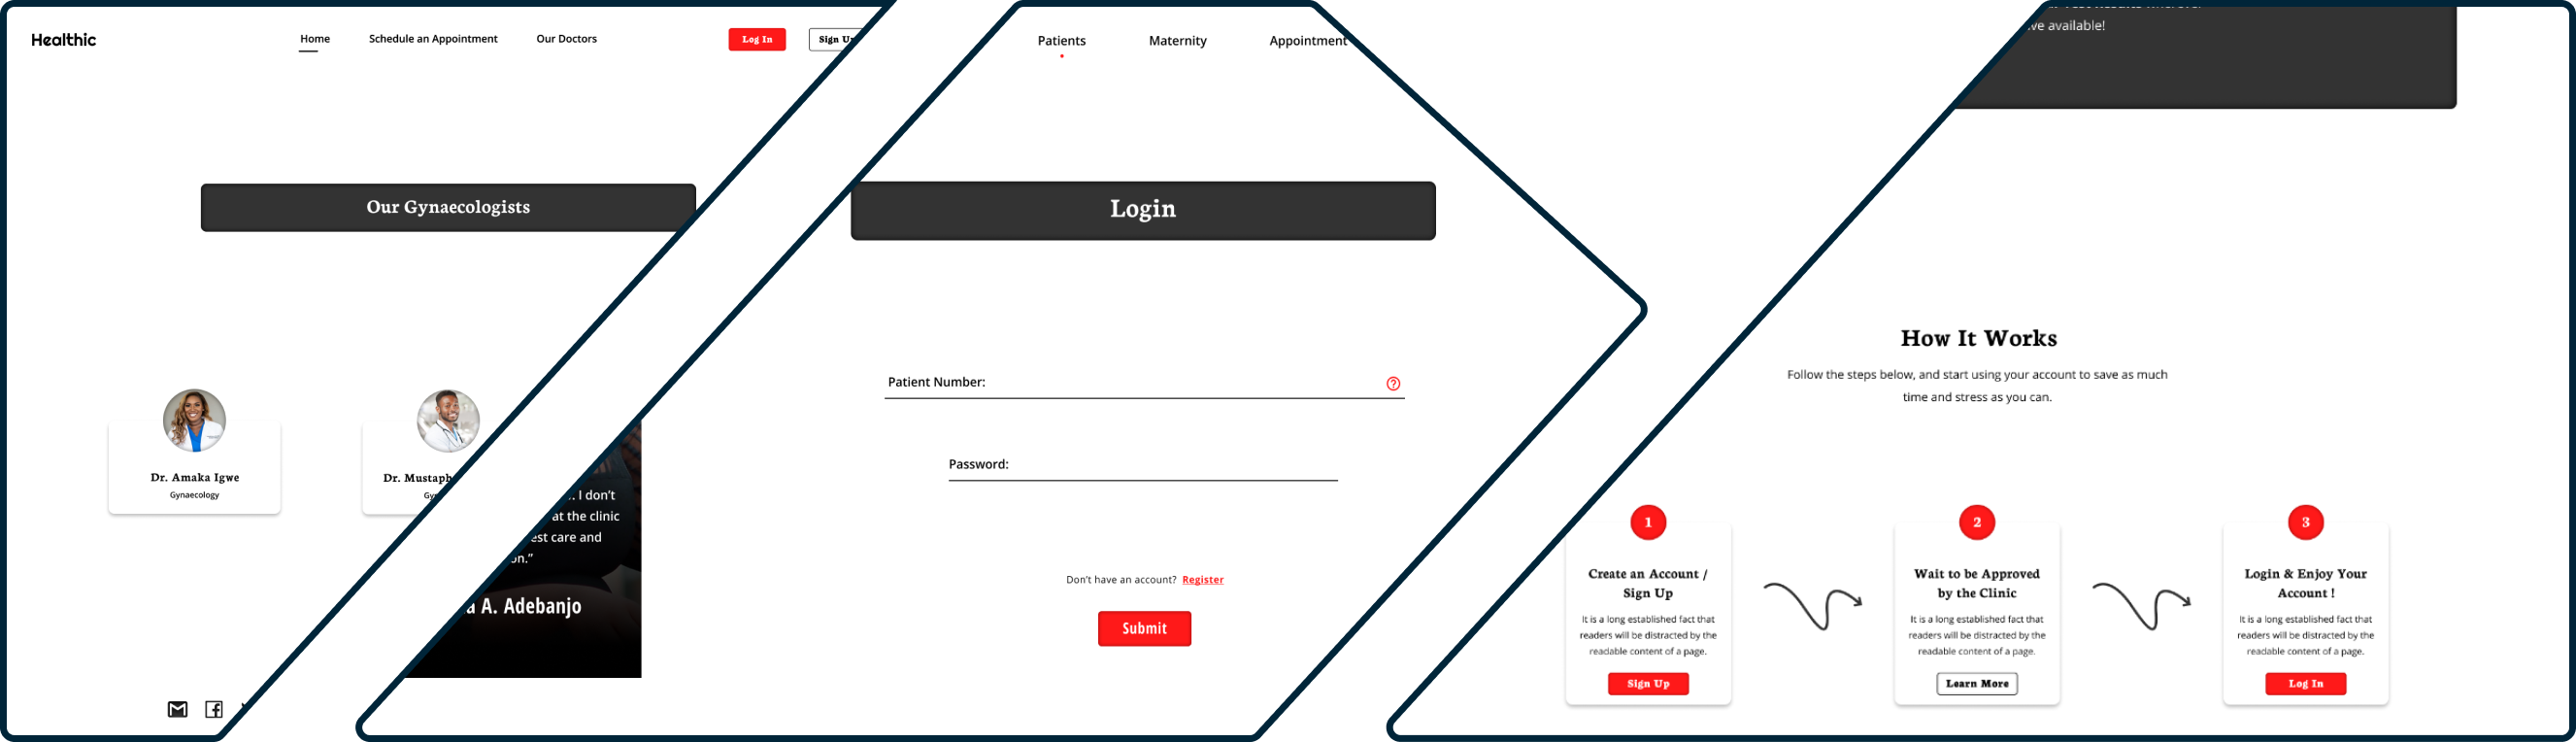 Healthic
Home
Schedule an Appointment
Our Doctors
Log In
Sign
Our Gynaecologists
Dr. Amaka Igwe
Gynaecology
Dr.
Patients
Maternity
Appointment
Login
Patient Number:
Password:
I don't
at the clinic
care and
A. Adebanjo
Don't have an account? Register
Submit
available!
How It Works
Follow the steps below, and start using your account to save as much
time and stress as you can.
1
Create an Account /
Sign Up
It is a long established fact that
readers will be distracted by the
readable content of a page.
Sign Up
2
Wait to be Approved
by the Clinic
It is a long established fact that
readers will be distracted by the
readable content of a page.
Learn More
3
Login & Enjoy Your
Account !
It is a long established fact that
readers will be distracted by the
readable content of a page.
Log In